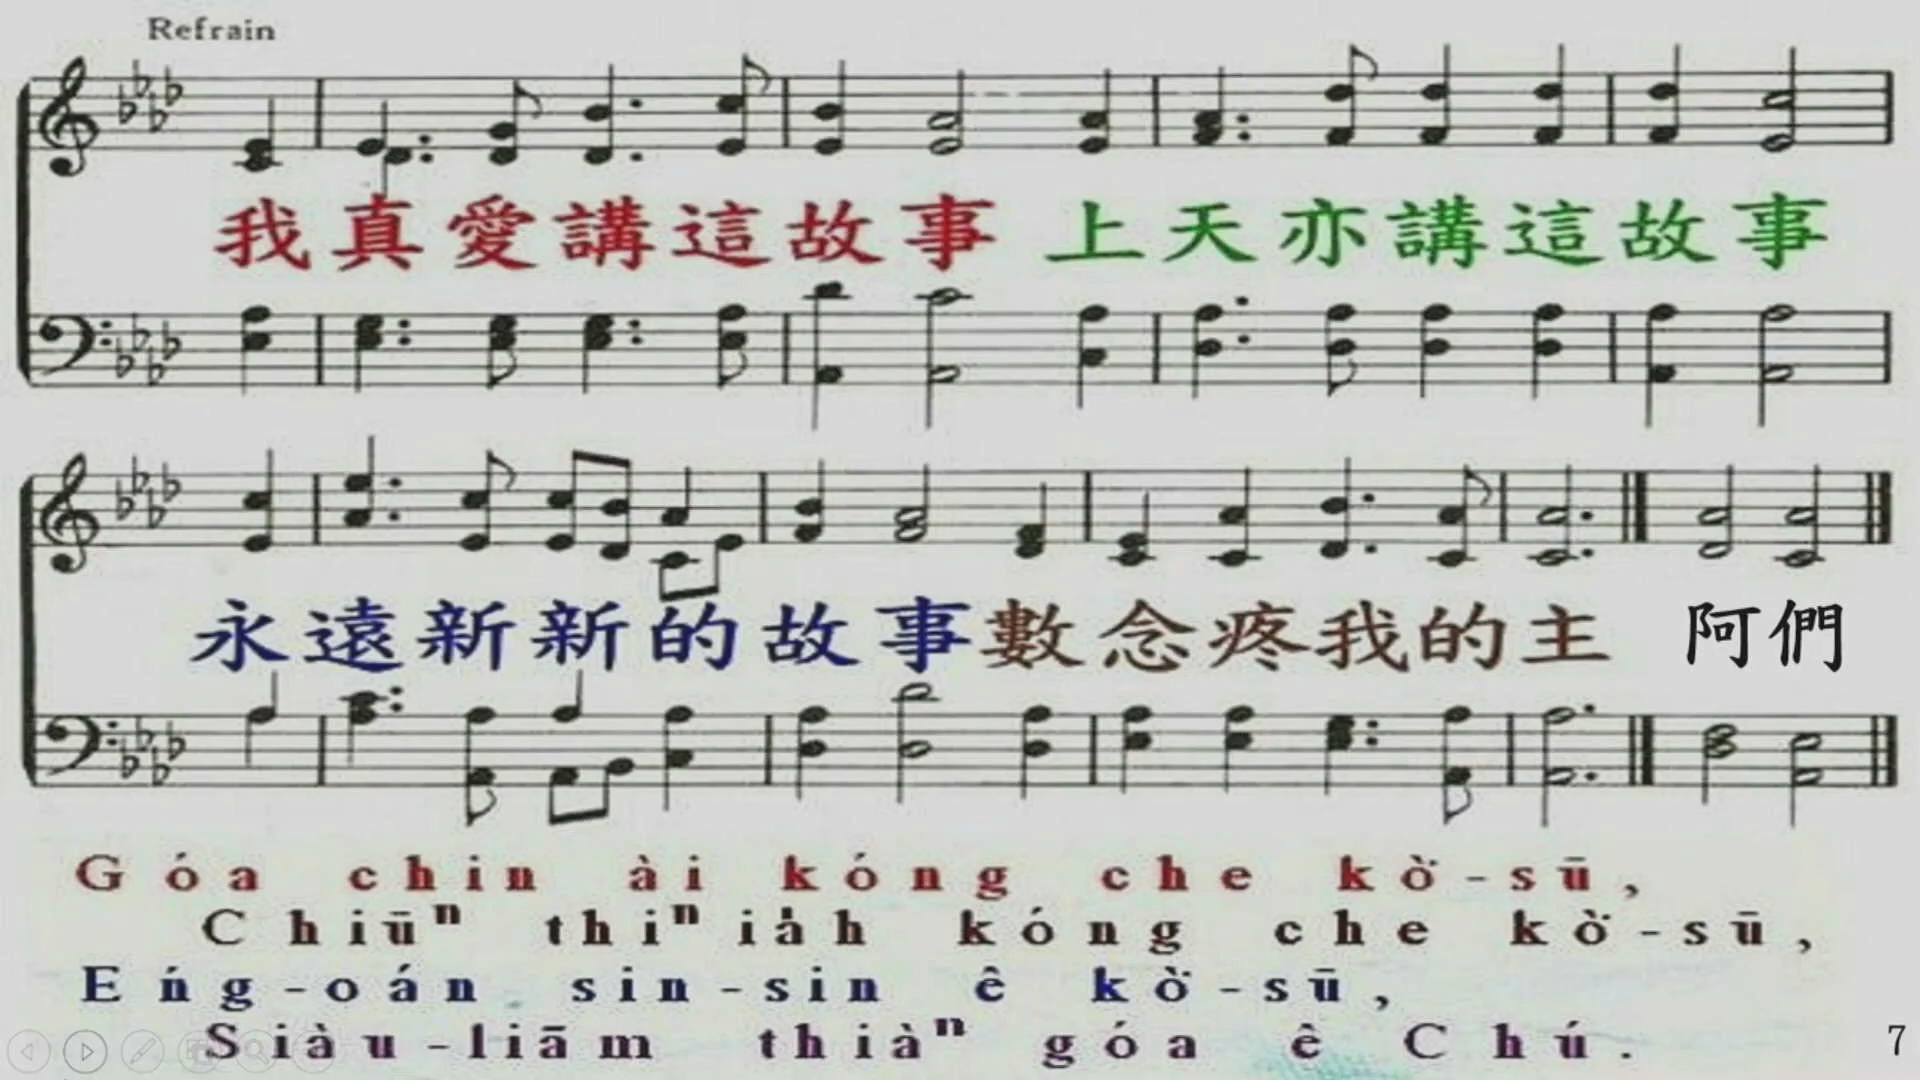 Refrain
我真愛講這故事 上天亦講這故事
永遠新新的故事數念疼我的主 阿們
Góa chin ài kóng che kò͘-sū,
Chiūⁿ thiⁿ ia̍h kóng che kò͘-sū,
Eńg-oán sin-sin ê kò͘-sū,
Siàu-liām thiàⁿ góa ê Chú.
7